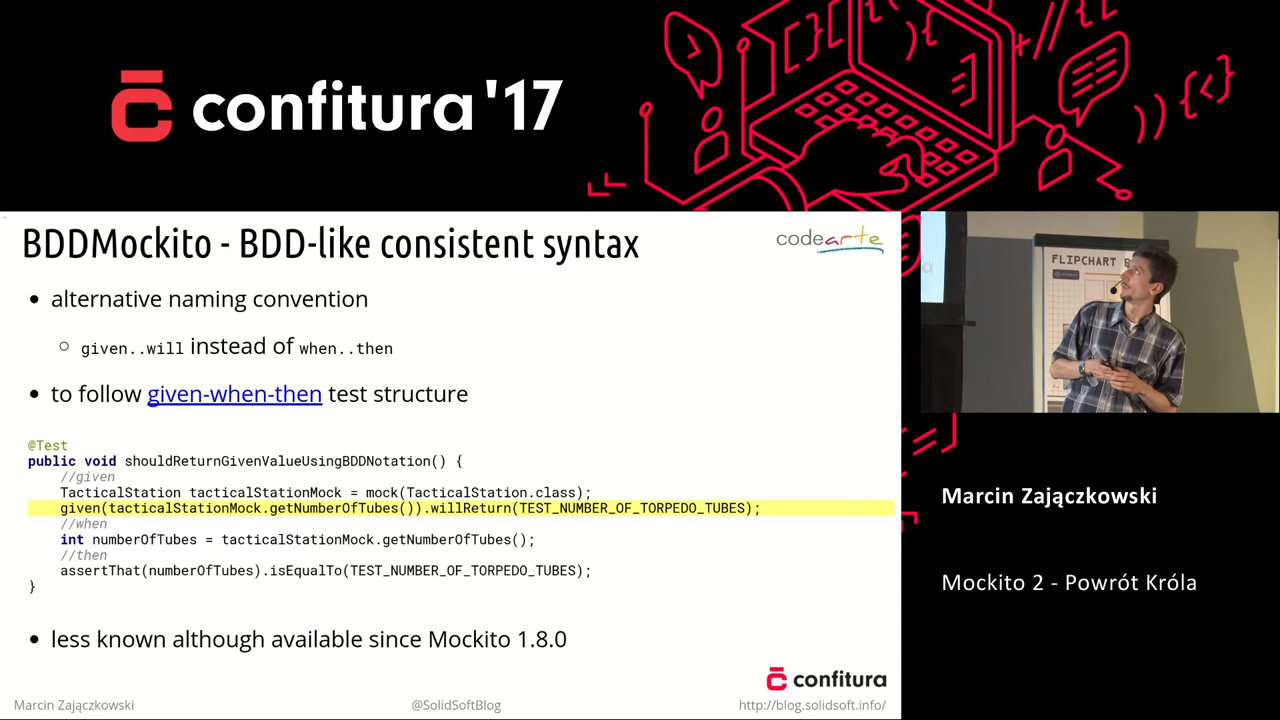 confitura '17
BDDMockito - BDD-like consistent syntax
codearte
• alternative naming convention
○ given..will instead of when..then
• to follow given-when-then test structure
@Test
public void shouldReturnGivenValueUsingBDDNotation() {
//given
TacticalStation tacticalStationMock = mock(TacticalStation.class);
given(tacticalStationMock.getNumberOfTubes()).willReturn(TEST_NUMBER_OF_TORPEDO_TUBES);
//when
int numberOfTubes = tacticalStationMock.getNumberOfTubes();
//then
assertThat(numberOfTubes).isEqualTo(TEST_NUMBER_OF_TORPEDO_TUBES);
}
• less known although available since Mockito 1.8.0
confitura
Marcin Zajączkowski
@SolidSoftBlog
http://blog.solidsoft.info/
FLIPCHART
Marcin Zajączkowski
Mockito 2 - Powrót Króla